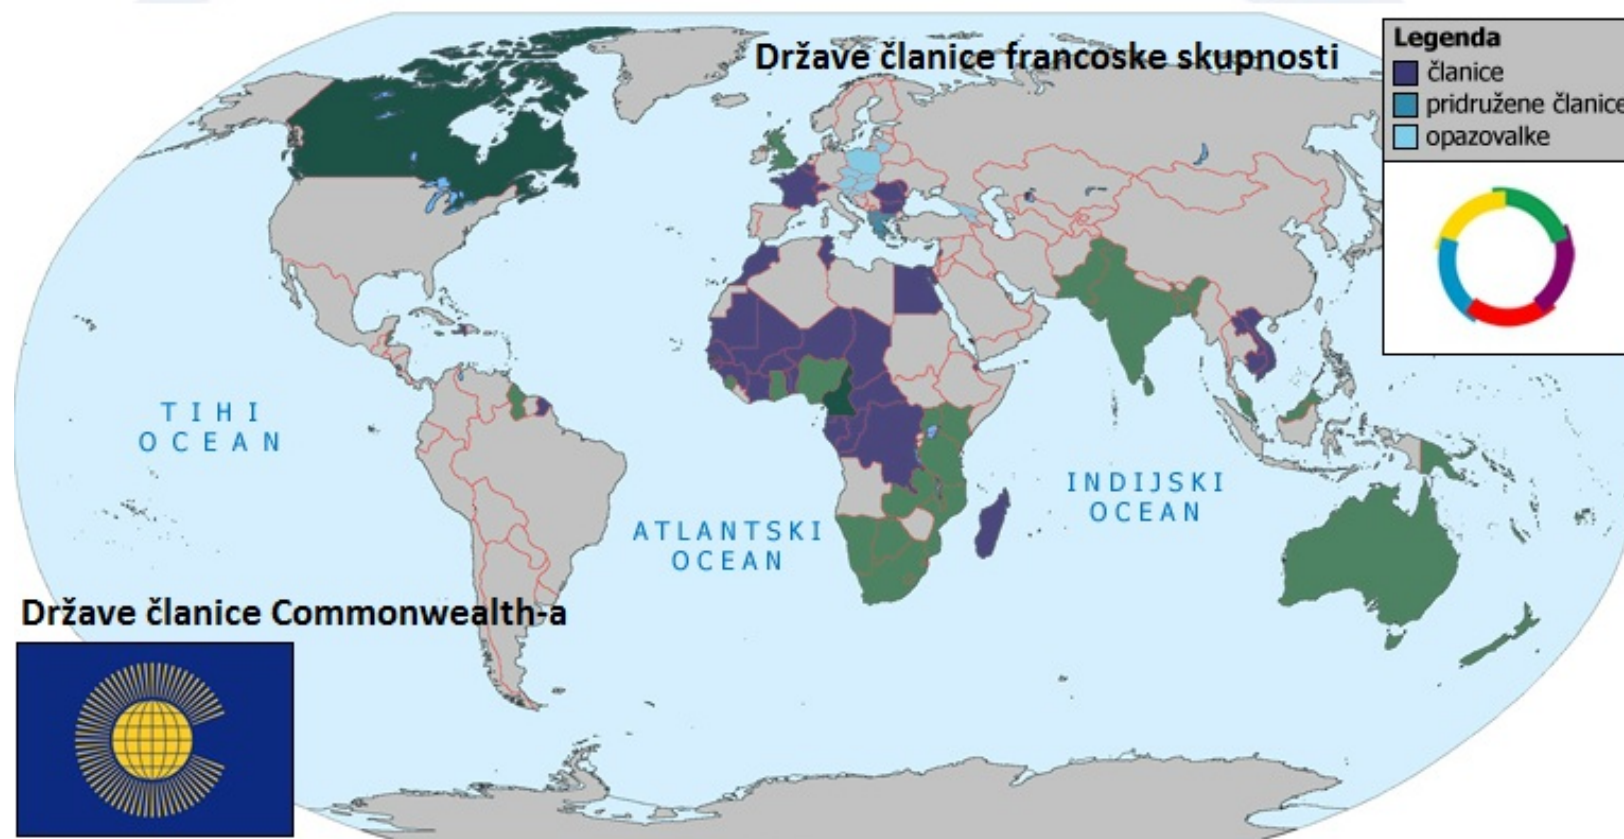 Države članice francoske skupnosti
Legenda
članice
pridružene članice
opazovalke
TIHI
OCEAN
ATLANTSKI
OCEAN
INDIJSKI
OCEAN
Države članice Commonwealth-a